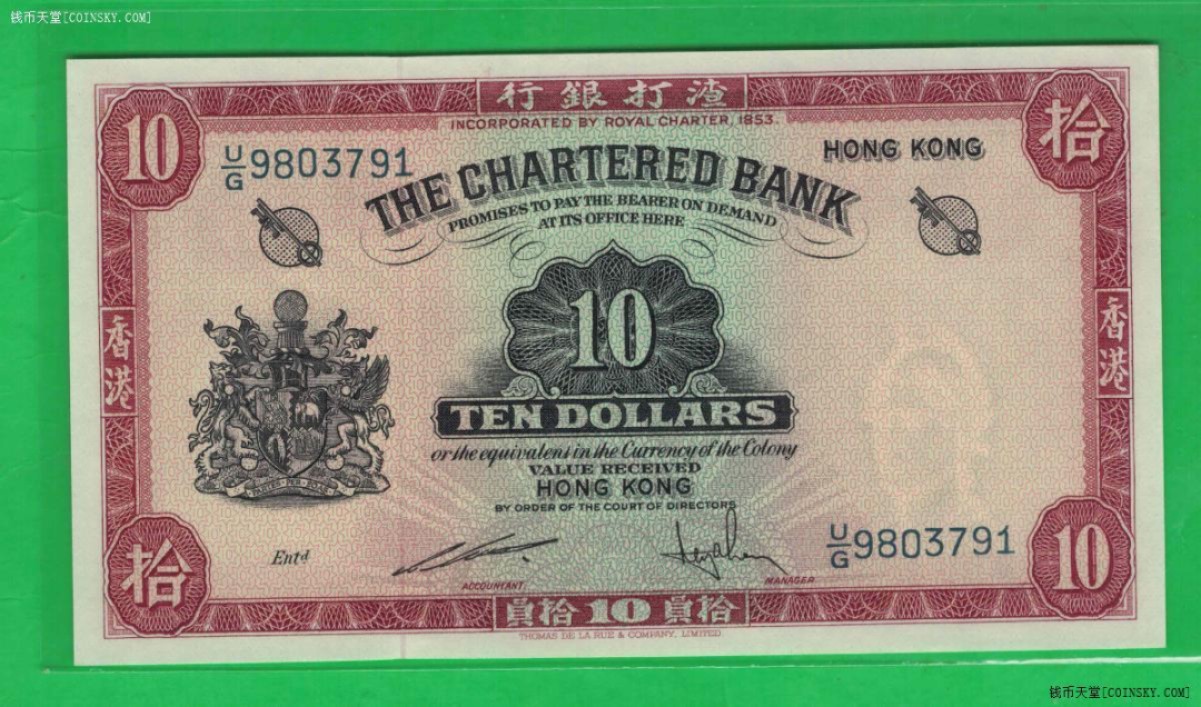 钱币天堂[COINSKY.COM]
行銀打渣
INCORPORATED BY ROYAL CHARTER, 1853.
10
拾
U/G 9803791
HONG KONG
THE CHARTERED BANK
PROMISES TO PAY THE BEARER ON DEMAND
AT ITS OFFICE HERE
10
香港
香港
TEN DOLLARS
or the equivalent in the Currency of the Colony
VALUE RECEIVED
HONG KONG
BY ORDER OF THE COURT OF DIRECTORS
U/G 9803791
拾
Entd
10
ACCOUNTANT.
MANAGER
員拾10員拾
THOMAS DE LA RUE & COMPANY, LIMITED.
钱币天堂[COINSKY.COM]